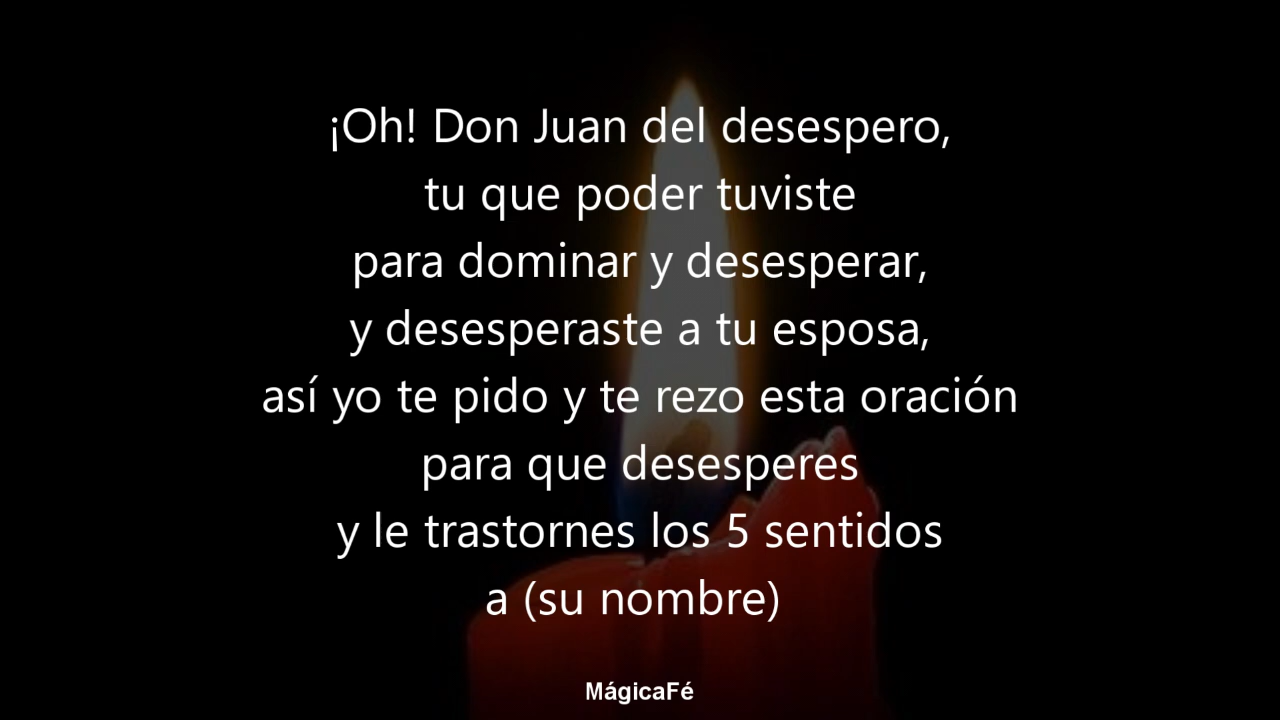 ¡Oh! Don Juan del desespero,
tu que poder tuviste
para dominar y desesperar,
y desesperaste a tu esposa,
así yo te pido y te rezo esta oración
para que desesperes
y le trastornes los 5 sentidos
a (su nombre)
MágicaFé